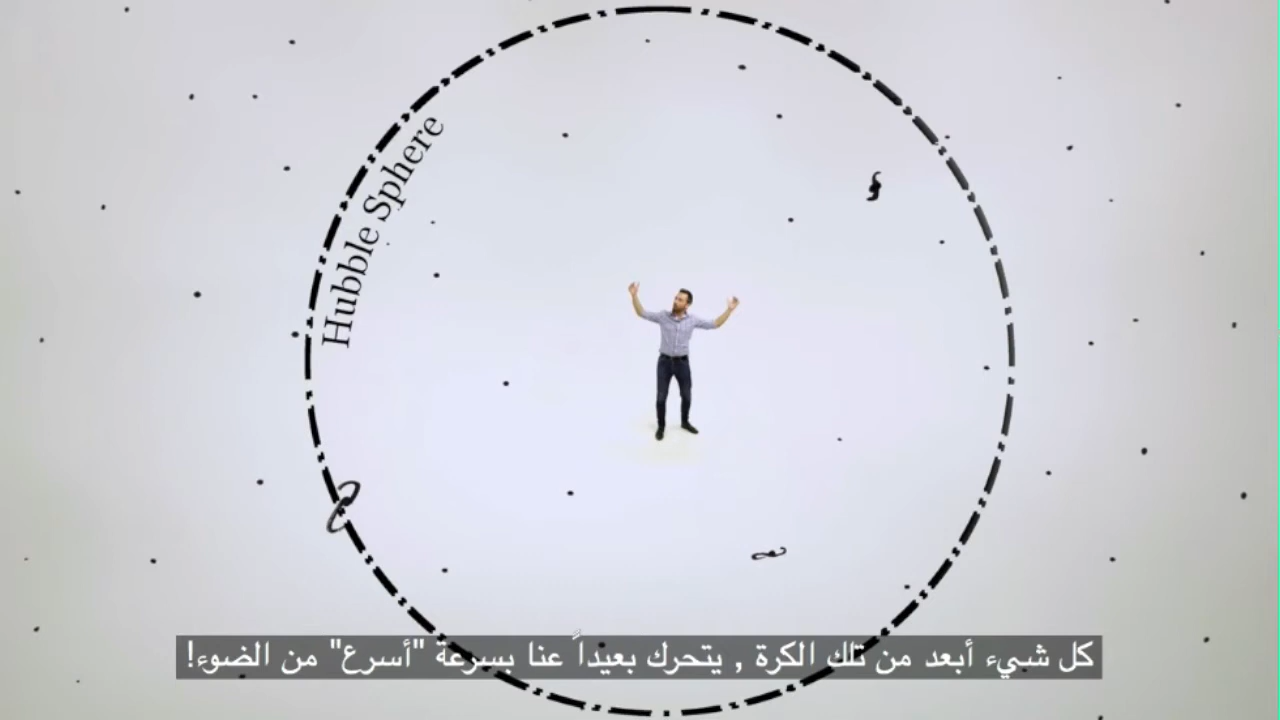 Hubble Sphere
كل شيء أبعد من تلك الكرة , يتحرك بعيداً عنا بسرعة "أسرع" من الضوء!